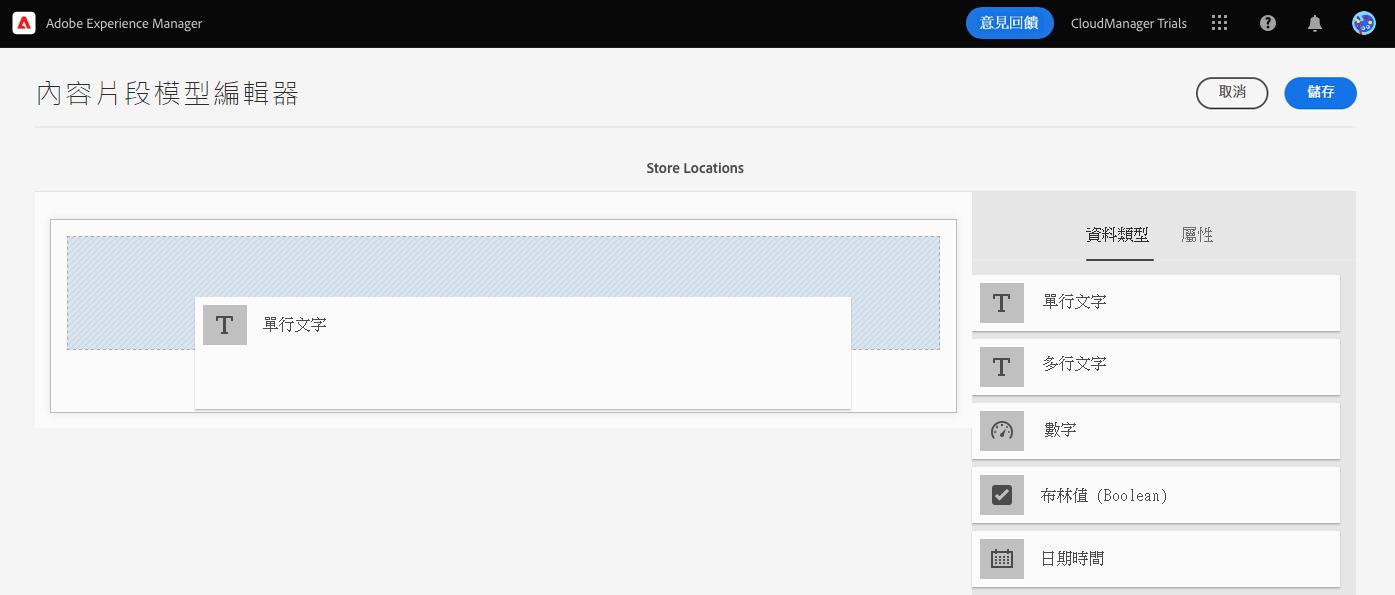 Adobe Experience Manager
意見回饋
CloudManager Trials
內容片段模型編輯器
取消
儲存
Store Locations
資料類型
屬性
單行文字
單行文字
多行文字
數字
布林值 (Boolean)
日期時間